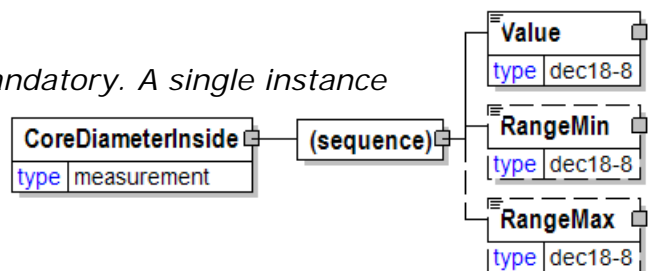 Value
type dec18-8
andatory. A single instance
RangeMin
CoreDiameterInside (sequence)
type measurement type dec18-8
RangeMax
type dec18-8